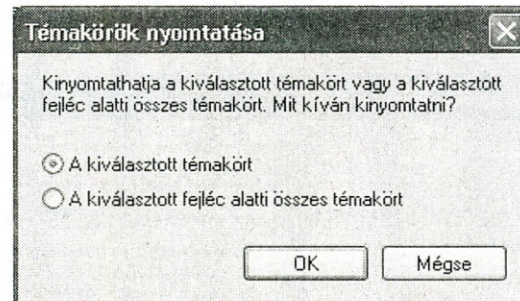 Témakörök nyomtatása
Kinyomtathatja a kiválasztott témakört vagy a kiválasztott
fejléc alatti összes témakört. Mit kíván kinyomtatni?
A kiválasztott témakört
A kiválasztott fejléc alatti összes témakört
OK
Mégse